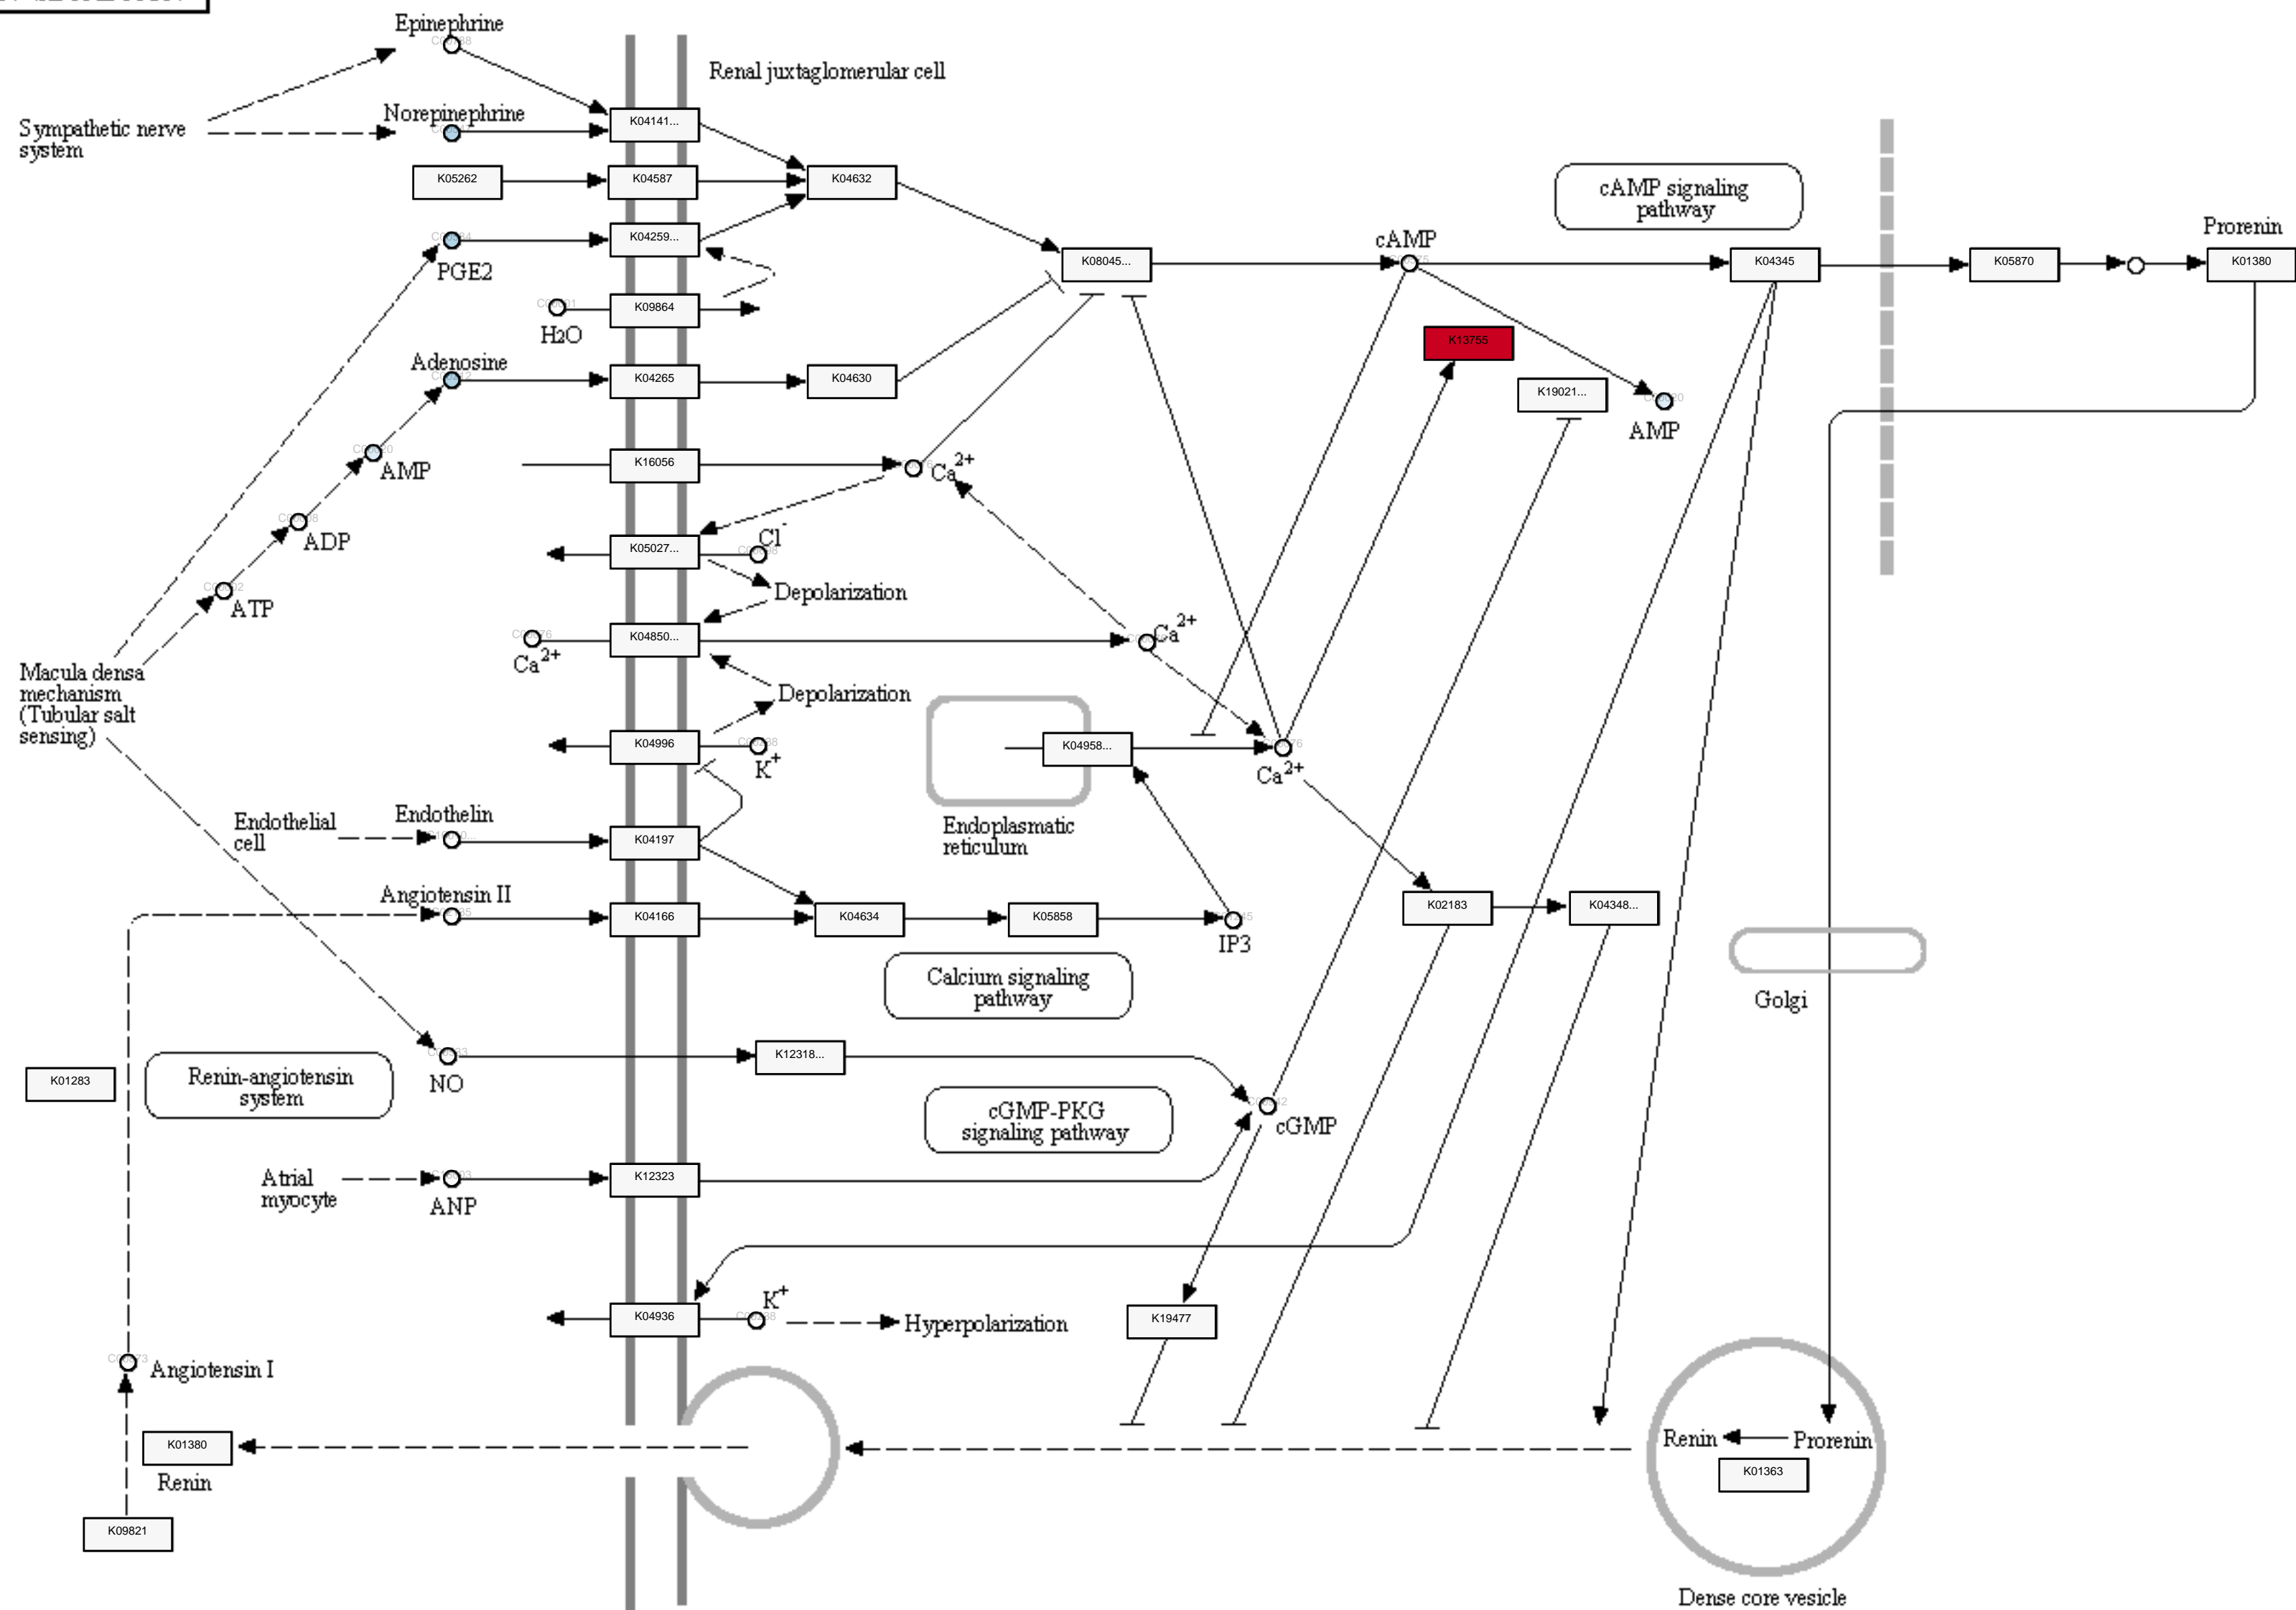 Epinephrine
Renal juxtaglomerular cell
Norepinephrine
K04141...
Sympathetic nerve
system
K05262
K04587
K04632
cAMP signaling
pathway
K04259...
PGE2
K08045...
cAMP
K04345
K05870
Prorenin
K01380
H2O
K09864
K13755
Adenosine
K04265
K04630
K19021...
AMP
AMP
K16056
Ca2+
ADP
K05027...
Cl-
Depolarization
ATP
K04850...
Ca2+
Ca2+
Macula densa
mechanism
(Tubular salt
sensing)
Depolarization
K04996
K+
K04958...
Ca2+
Endoplasmatic
reticulum
Endothelial
cell
Endothelin
K04197
Angiotensin II
K04166
K04634
K05858
IP3
K02183
K04348...
Calcium signaling
pathway
Golgi
K01283
Renin-angiotensin
system
NO
K12318...
cGMP-PKG
signaling pathway
cGMP
Atrial
myocyte
ANP
K12323
K04936
K+
Hyperpolarization
K19477
Angiotensin I
K01380
Renin
K09821
Renin
Prorenin
K01363
Dense core vesicle